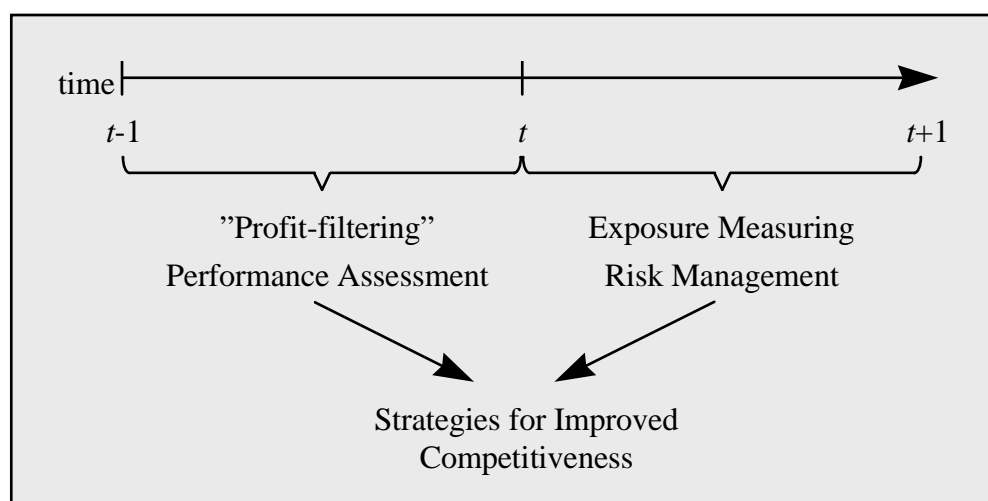 time
t-1 t t+1
”Profit-filtering” Exposure Measuring
Performance Assessment Risk Management
Strategies for Improved
Competitiveness